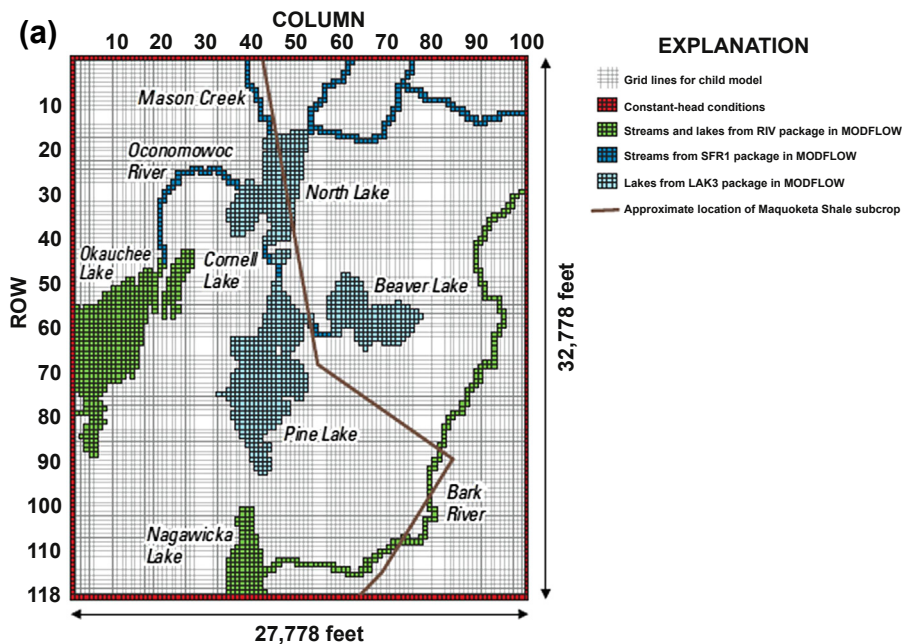 (a)
COLUMN
10 20 30 40 50 60 70 80 90 100
ROW
10
20
30
40
50
60
70
80
90
100
110
118
Mason Creek
Oconomowoc
River
North Lake
Okauchee
Lake
Cornell
Lake
Beaver Lake
Pine Lake
Bark
River
Nagawicka
Lake
27,778 feet
32,778 feet
EXPLANATION
Grid lines for child model
Constant-head conditions
Streams and lakes from RIV package in MODFLOW
Streams from SFR1 package in MODFLOW
Lakes from LAK3 package in MODFLOW
Approximate location of Maquoketa Shale subcrop